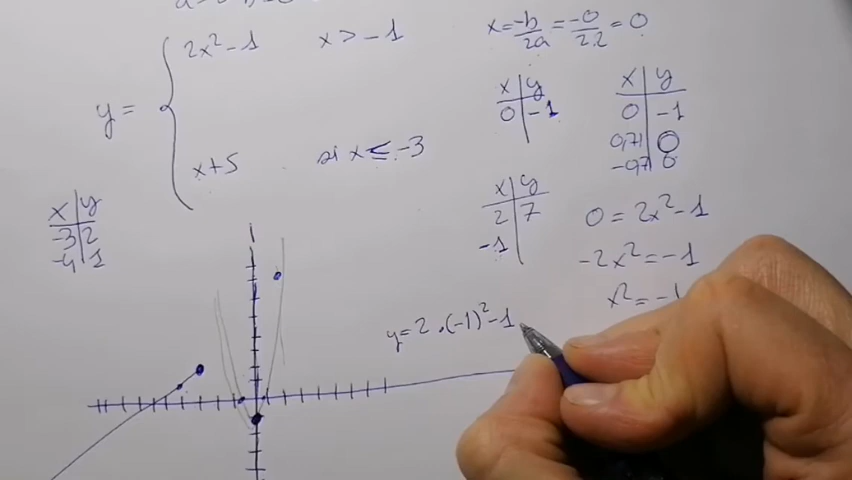 2x²-1 x > -1
y = {
x+5 si x ≤ -3
x | y
-3 | 2
-4 | 1
x = -b/2a = -0/2.2 = 0
x | y
0 | -1
x | y
0 | -1
0,71 | 0
-0,71 | 0
x | y
2 | 7
-1 |
0 = 2x²-1
-2x² = -1
x² = -1
y = 2 . (-1)² - 1